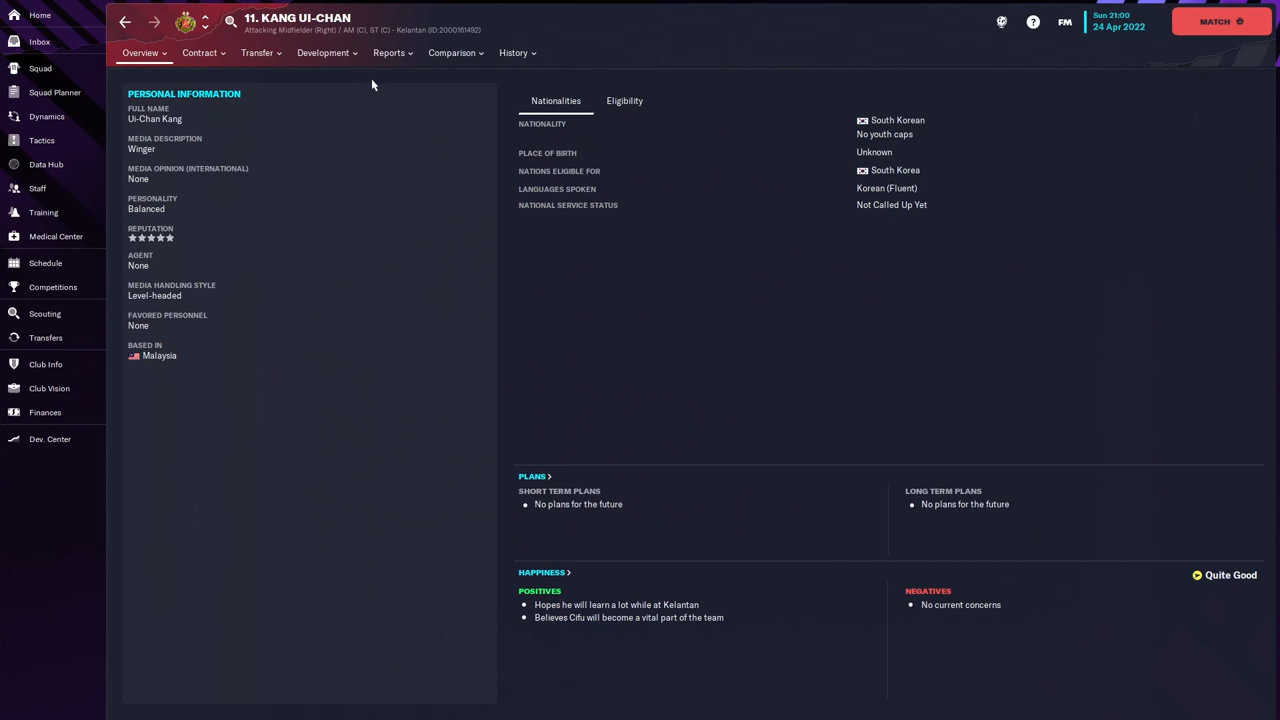 Home
Inbox
Squad
Squad Planner
Dynamics
Tactics
Data Hub
Staff
Training
Medical Center
Schedule
Competitions
Scouting
Transfers
Club Info
Club Vision
Finances
Dev. Center
11. KANG UI-CHAN
Attacking Midfielder (Right) / AM (C), ST (C) - Kelantan (ID:2000161492)
FM
Sun 21:00
24 Apr 2022
MATCH
Overview
Contract
Transfer
Development
Reports
Comparison
History
PERSONAL INFORMATION
FULL NAME
Ui-Chan Kang
MEDIA DESCRIPTION
Winger
MEDIA OPINION (INTERNATIONAL)
None
PERSONALITY
Balanced
REPUTATION
AGENT
None
MEDIA HANDLING STYLE
Level-headed
FAVORED PERSONNEL
None
BASED IN
Malaysia
Nationalities
Eligibility
NATIONALITY
South Korean
No youth caps
PLACE OF BIRTH
Unknown
NATIONS ELIGIBLE FOR
South Korea
LANGUAGES SPOKEN
Korean (Fluent)
NATIONAL SERVICE STATUS
Not Called Up Yet
PLANS
SHORT TERM PLANS
No plans for the future
LONG TERM PLANS
No plans for the future
HAPPINESS
Quite Good
POSITIVES
Hopes he will learn a lot while at Kelantan
Believes Cifu will become a vital part of the team
NEGATIVES
No current concerns